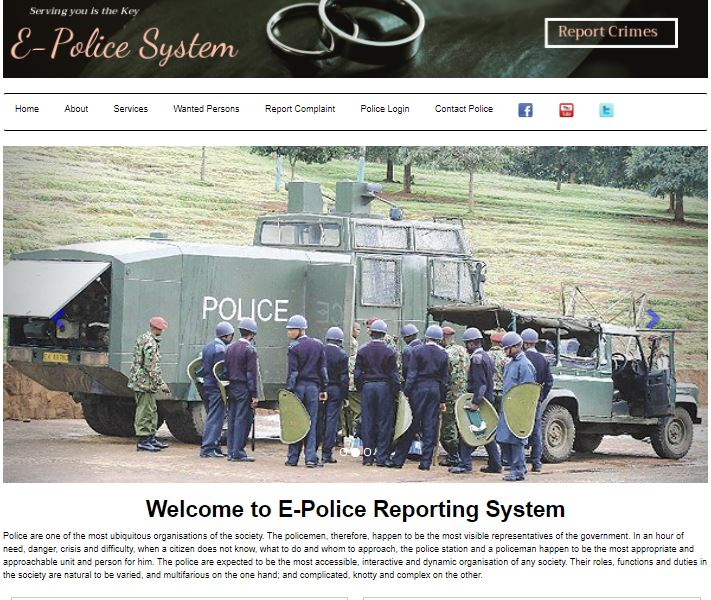 Serving you is the Key
E-Police System
Report Crimes
Home About Services Wanted Persons Report Complaint Police Login Contact Police
POLICE
Welcome to E-Police Reporting System
Police are one of the most ubiquitous organisations of the society. The policemen, therefore, happen to be the most visible representatives of the government. In an hour of
need, danger, crisis and difficulty, when a citizen does not know, what to do and whom to approach, the police station and a policeman happen to be the most appropriate and
approachable unit and person for him. The police are expected to be the most accessible, interactive and dynamic organisation of any society. Their roles, functions and duties in
the society are natural to be varied, and multifarious on the one hand; and complicated, knotty and complex on the other.